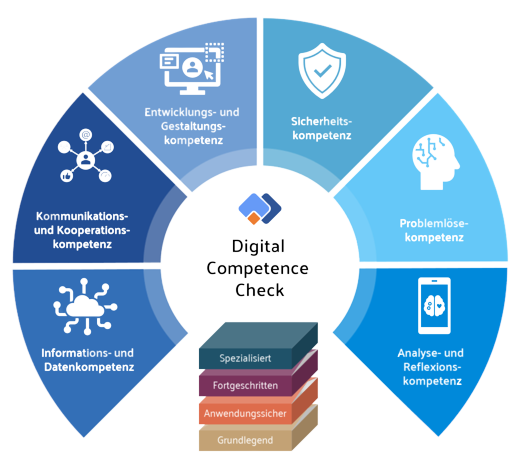 Entwicklungs- und
Gestaltungs-
kompetenz
Sicherheits-
kompetenz
Kommunikations-
und Kooperations-
kompetenz
Problemlöse-
kompetenz
Digital
Competence
Check
Informations- und
Datenkompetenz
Analyse- und
Reflexions-
kompetenz
Spezialisiert
Fortgeschritten
Anwendungssicher
Grundlegend